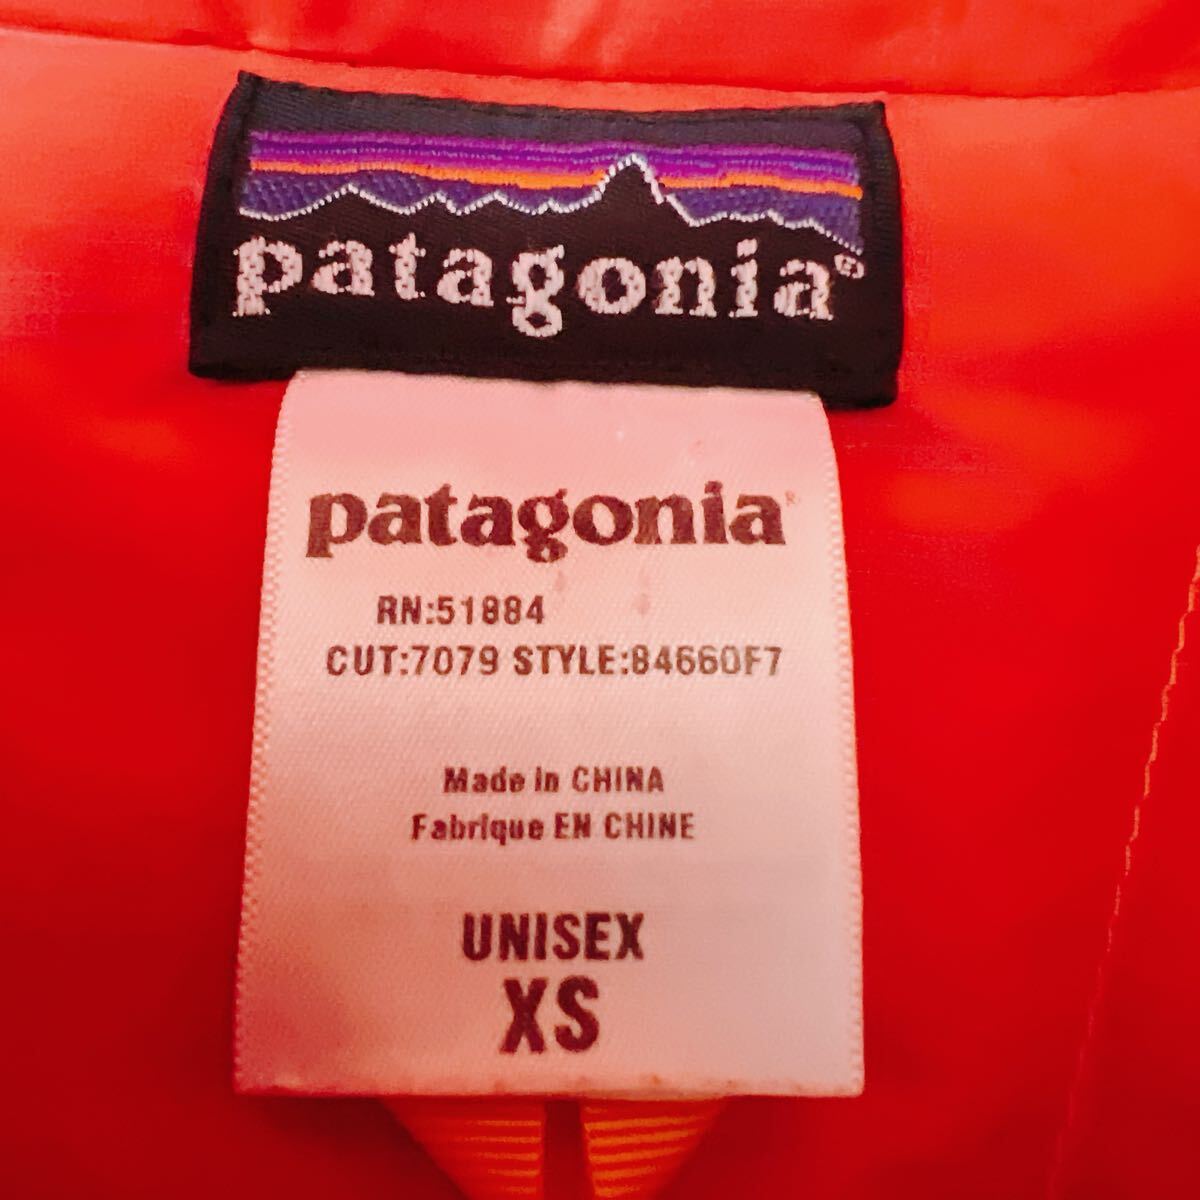 patagonia®
patagonia®
RN:51884
CUT:7079 STYLE:84660F7
Made in CHINA
Fabrique EN CHINE
UNISEX
XS